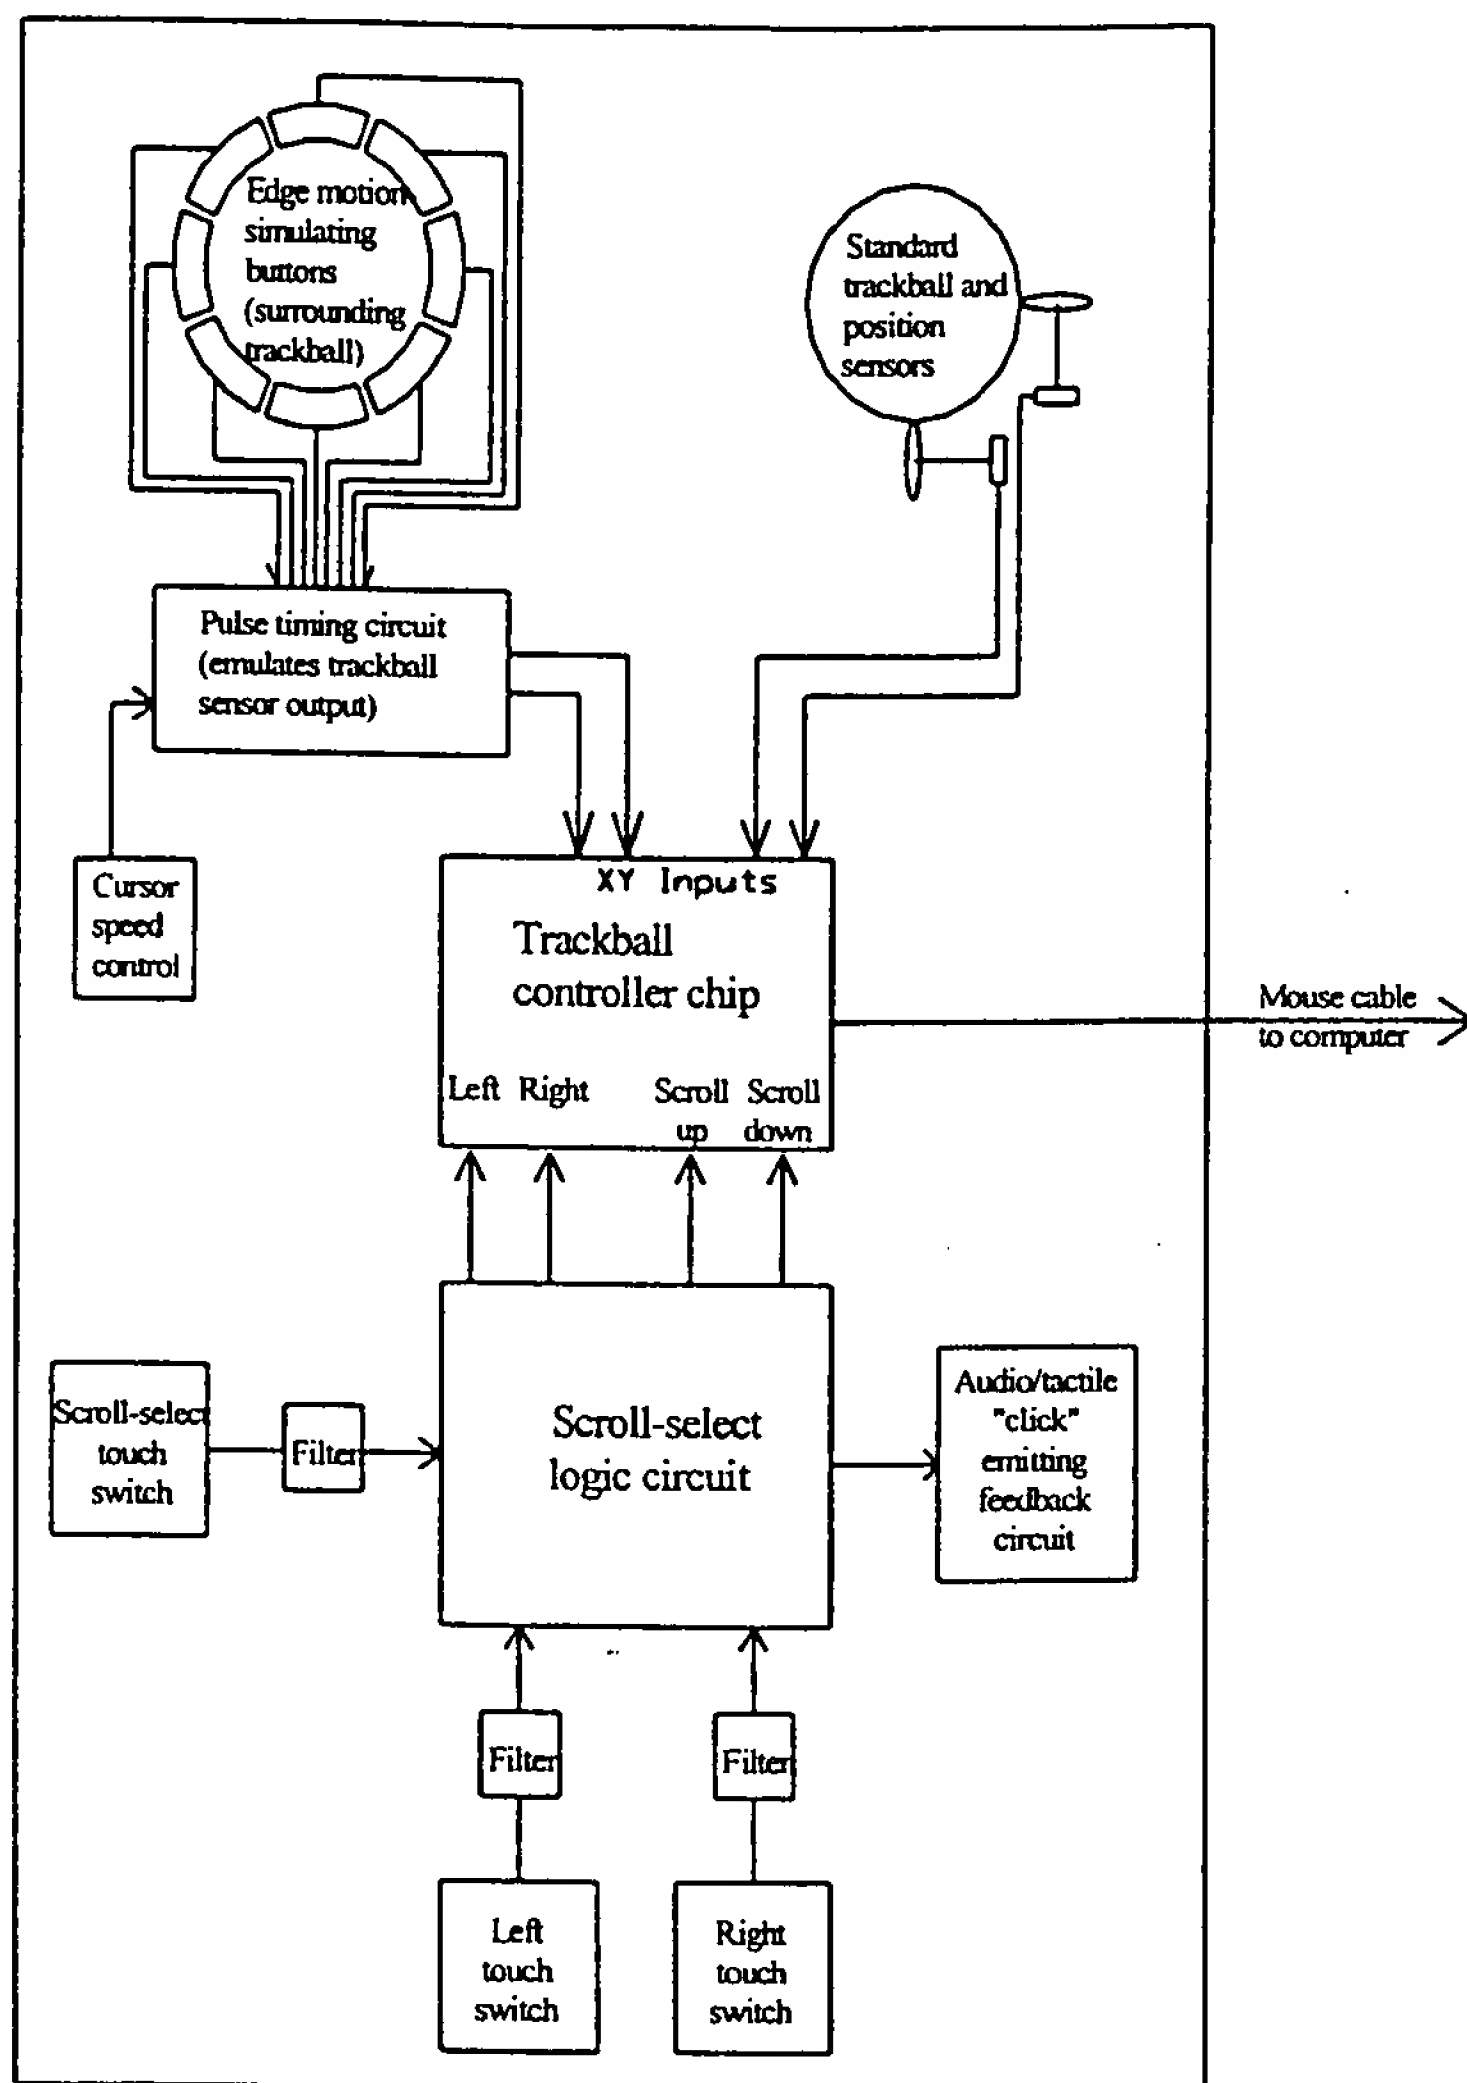 Edge motion
simulating
buttons
(surrounding
trackball)
Standard
trackball and
position
sensors
Pulse timing circuit
(emulates trackball
sensor output)
Cursor
speed
control
XY Inputs
Trackball
controller chip
Left Right Scroll up Scroll down
Mouse cable
to computer
Scroll-select
touch
switch
Filter
Scroll-select
logic circuit
Audio/tactile
"click"
emitting
feedback
circuit
Filter
Filter
Left
touch
switch
Right
touch
switch